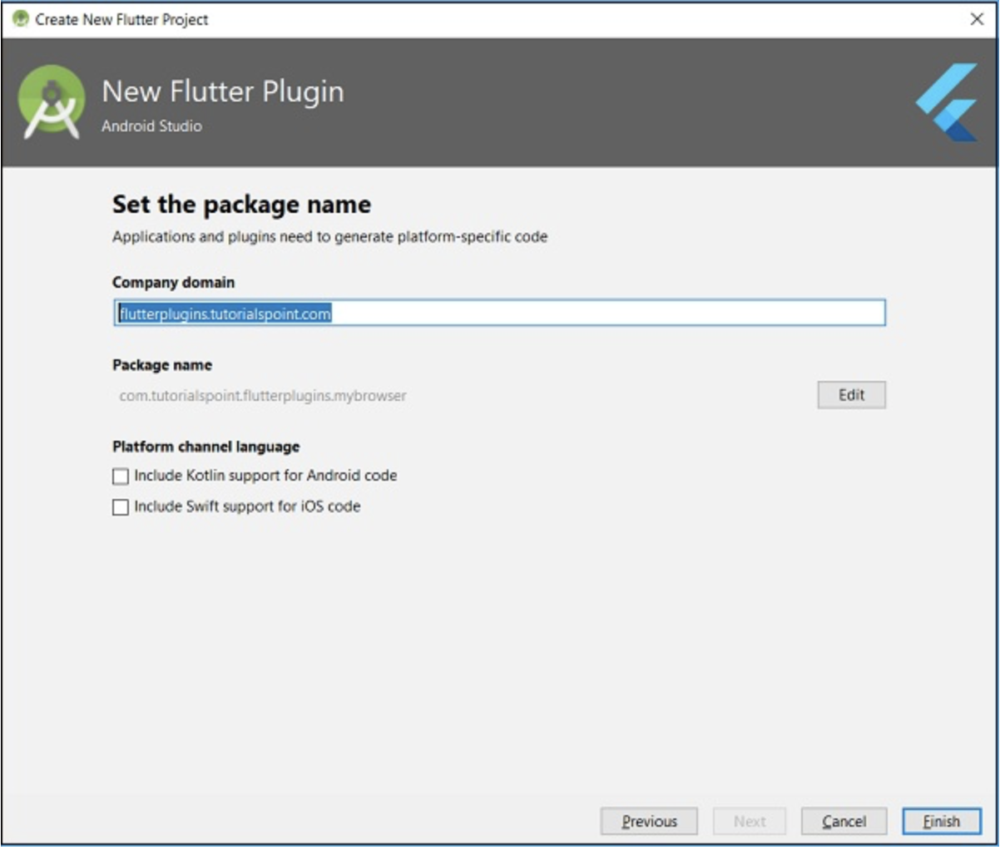 Create New Flutter Project
New Flutter Plugin
Android Studio
Set the package name
Applications and plugins need to generate platform-specific code
Company domain
flutterplugins.tutorialspoint.com
Package name
com.tutorialspoint.flutterplugins.mybrowser
Edit
Platform channel language
Include Kotlin support for Android code
Include Swift support for iOS code
Previous Next Cancel Finish